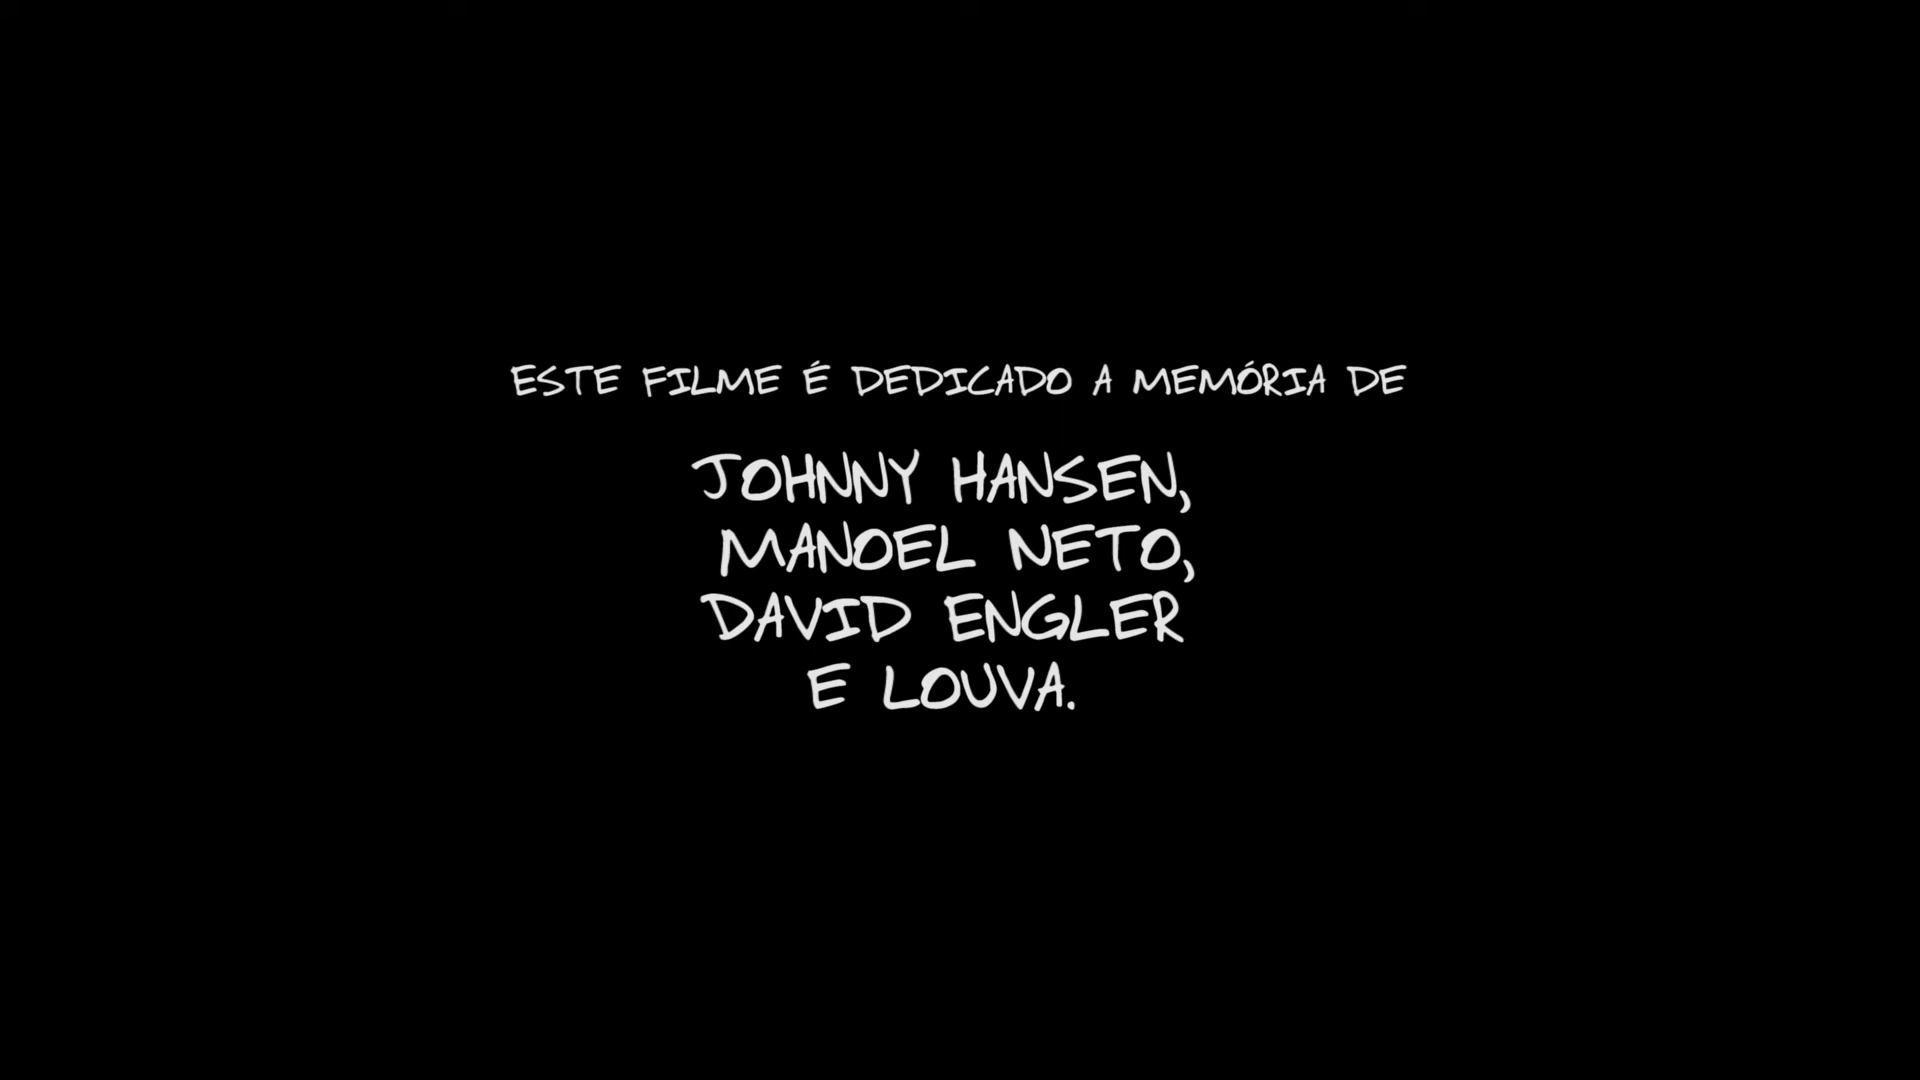 ESTE FILME É DEDICADO A MEMÓRIA DE
JOHNNY HANSEN,
MANOEL NETO,
DAVID ENGLER
E LOUVA.